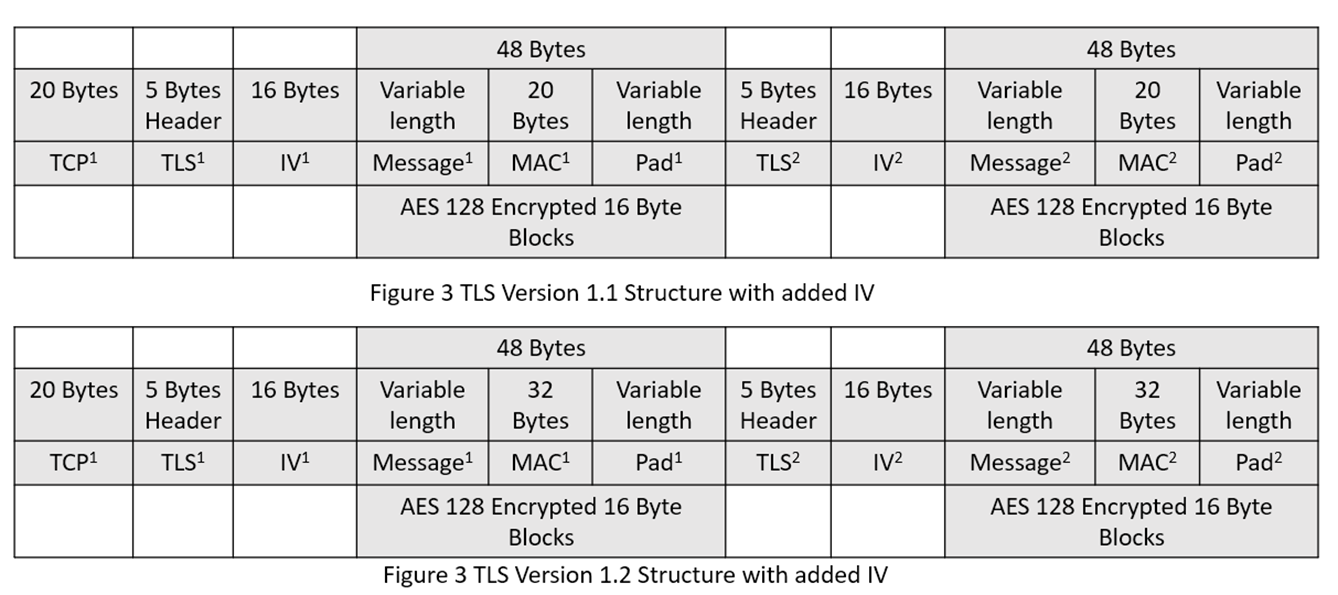 48 Bytes 48 Bytes
20 Bytes 5 Bytes 16 Bytes Variable 20 Variable 5 Bytes 16 Bytes Variable 20 Variable
Header length Bytes length Header length Bytes length
TCP¹ TLS¹ IV¹ Message¹ MAC¹ Pad¹ TLS² IV² Message² MAC² Pad²
AES 128 Encrypted 16 Byte AES 128 Encrypted 16 Byte
Blocks Blocks
Figure 3 TLS Version 1.1 Structure with added IV
48 Bytes 48 Bytes
20 Bytes 5 Bytes 16 Bytes Variable 32 Variable 5 Bytes 16 Bytes Variable 32 Variable
Header length Bytes length Header length Bytes length
TCP¹ TLS¹ IV¹ Message¹ MAC¹ Pad¹ TLS² IV² Message² MAC² Pad²
AES 128 Encrypted 16 Byte AES 128 Encrypted 16 Byte
Blocks Blocks
Figure 3 TLS Version 1.2 Structure with added IV